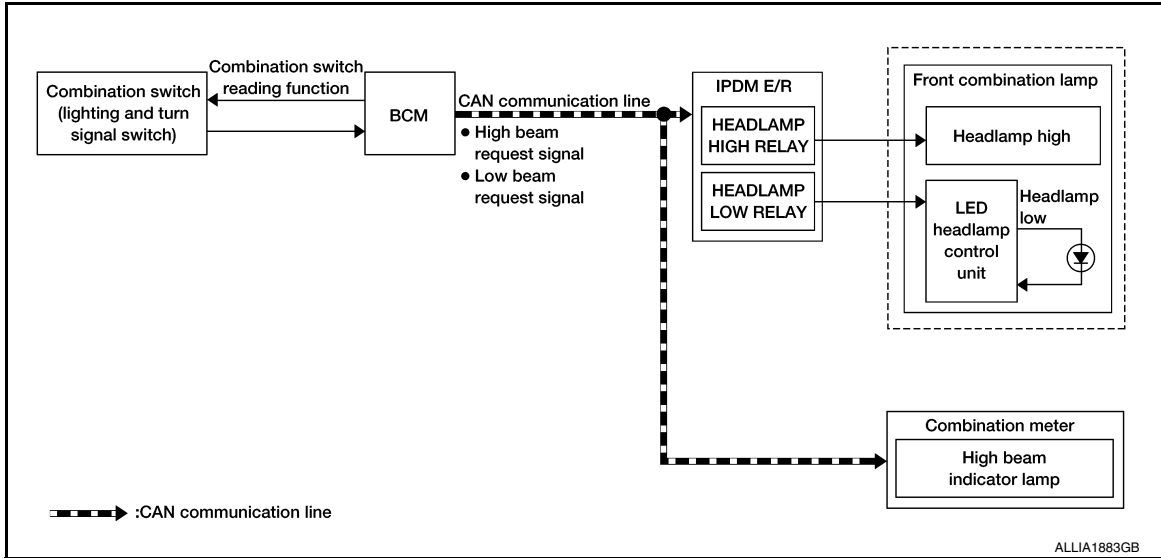 Combination switch
(lighting and turn
signal switch)
Combination switch
reading function
BCM
CAN communication line
● High beam
request signal
● Low beam
request signal
IPDM E/R
HEADLAMP
HIGH RELAY
HEADLAMP
LOW RELAY
Front combination lamp
Headlamp high
LED
headlamp
control
unit
Headlamp
low
Combination meter
High beam
indicator lamp
:CAN communication line
ALLIA1883GB